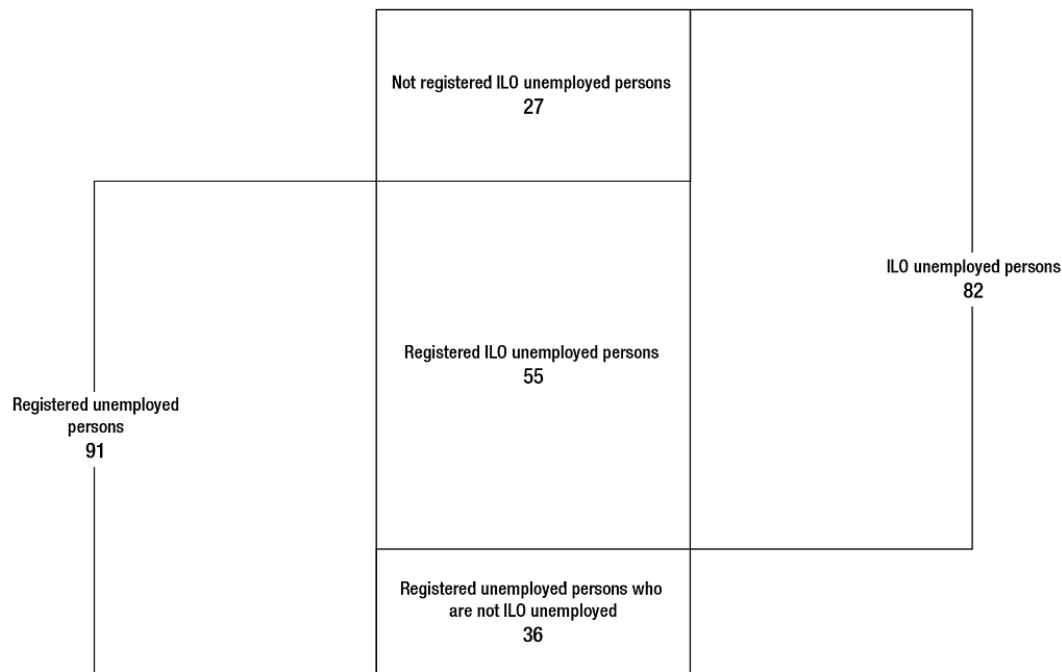 Not registered ILO unemployed persons
27
ILO unemployed persons
82
Registered ILO unemployed persons
55
Registered unemployed
persons
91
Registered unemployed persons who
are not ILO unemployed
36